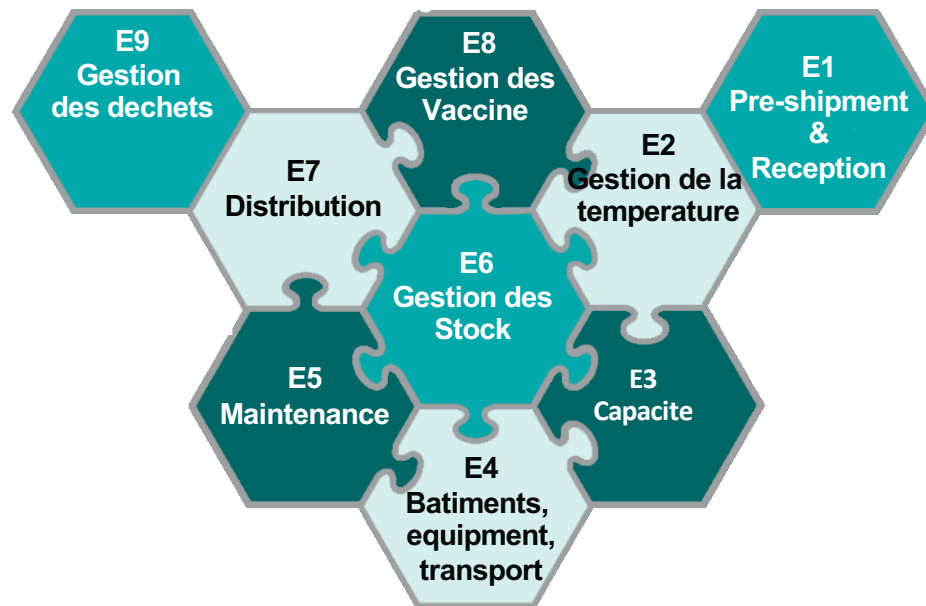 E9
Gestion
des dechets
E8
Gestion des
Vaccine
E1
Pre-shipment
&
Reception
E7
Distribution
E2
Gestion de la
temperature
E6
Gestion des
Stock
E5
Maintenance
E3
Capacite
E4
Batiments,
equipment,
transport